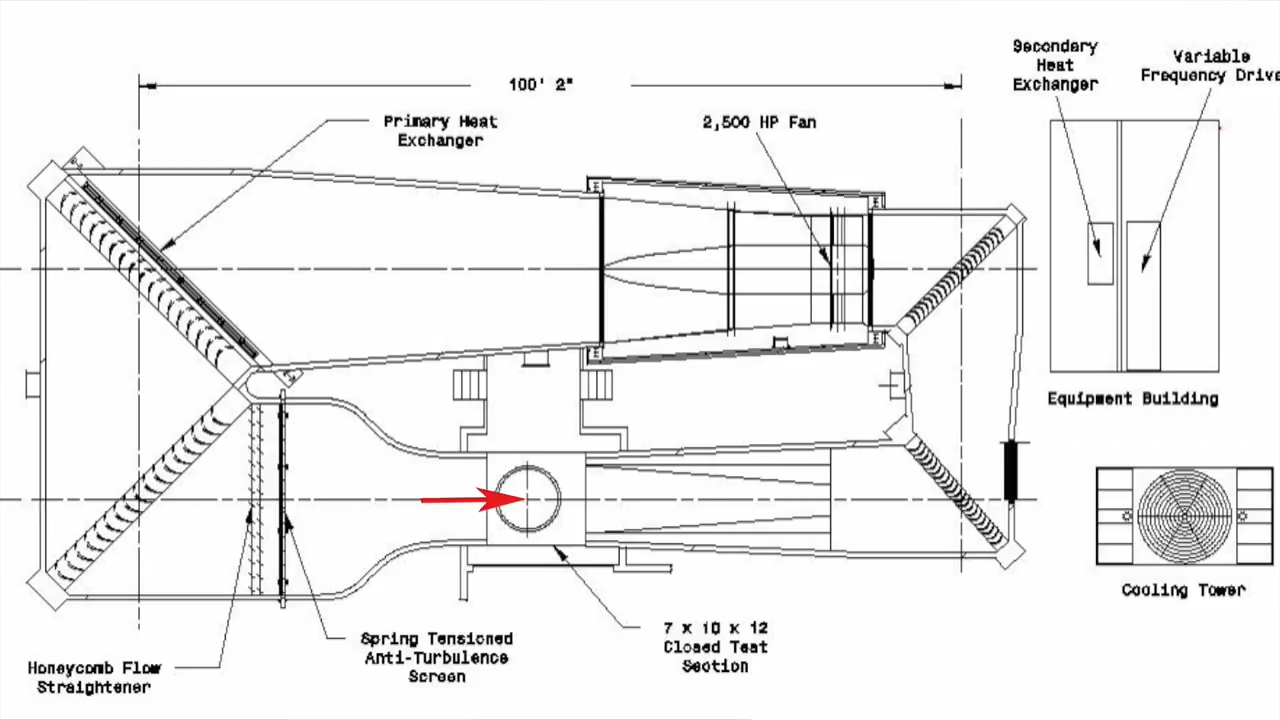 100' 2"
Secondary
Heat
Exchanger
Variable
Frequency Drive
Primary Heat
Exchanger
2,500 HP Fan
Equipment Building
Cooling Tower
7 x 10 x 12
Closed Test
Section
Spring Tensioned
Anti-Turbulence
Screen
Honeycomb Flow
Straightener